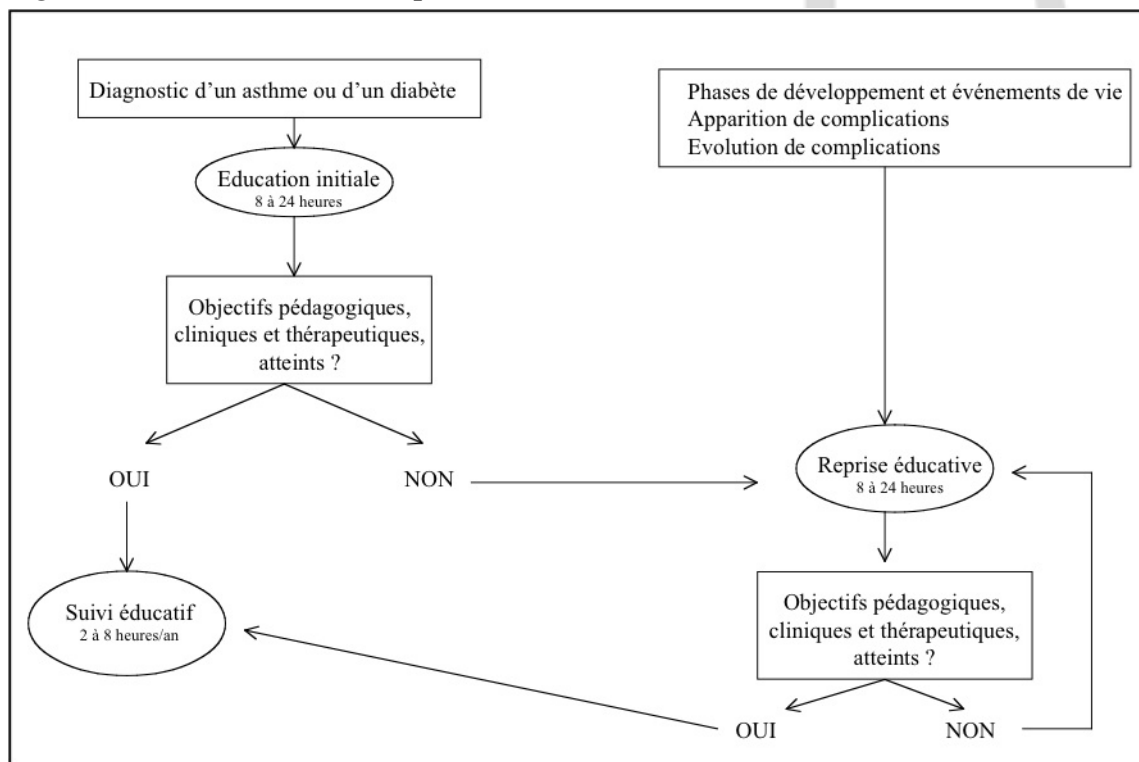 Diagnostic d'un asthme ou d'un diabète
Education initiale
8 à 24 heures
Objectifs pédagogiques,
cliniques et thérapeutiques,
atteints ?
OUI
NON
Suivi éducatif
2 à 8 heures/an
Phases de développement et événements de vie
Apparition de complications
Evolution de complications
Reprise éducative
8 à 24 heures
Objectifs pédagogiques,
cliniques et thérapeutiques,
atteints ?
OUI
NON